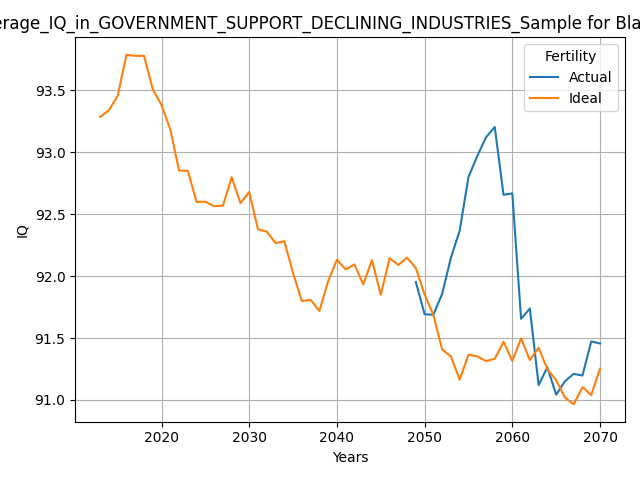 erage_IQ_in_GOVERNMENT_SUPPORT_DECLINING_INDUSTRIES_Sample for Bla
Fertility
Actual
Ideal
IQ
93.5
93.0
92.5
92.0
91.5
91.0
2020 2030 2040 2050 2060 2070
Years